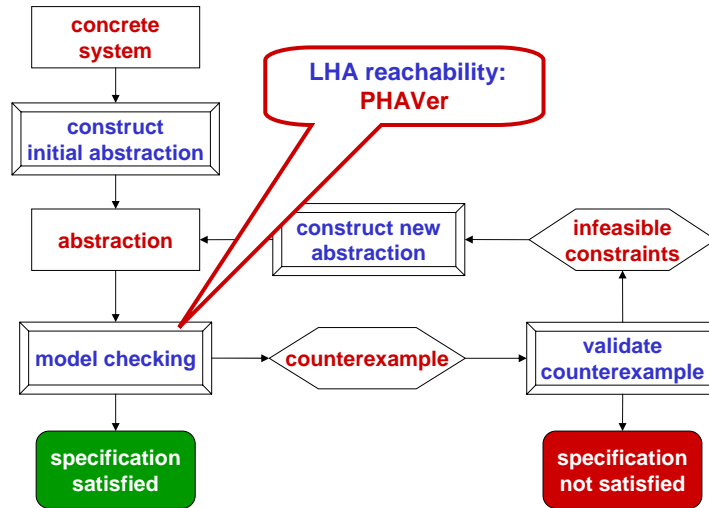 concrete
system
LHA reachability:
PHAVer
construct
initial abstraction
abstraction
construct new
abstraction
infeasible
constraints
model checking
counterexample
validate
counterexample
specification
satisfied
specification
not satisfied